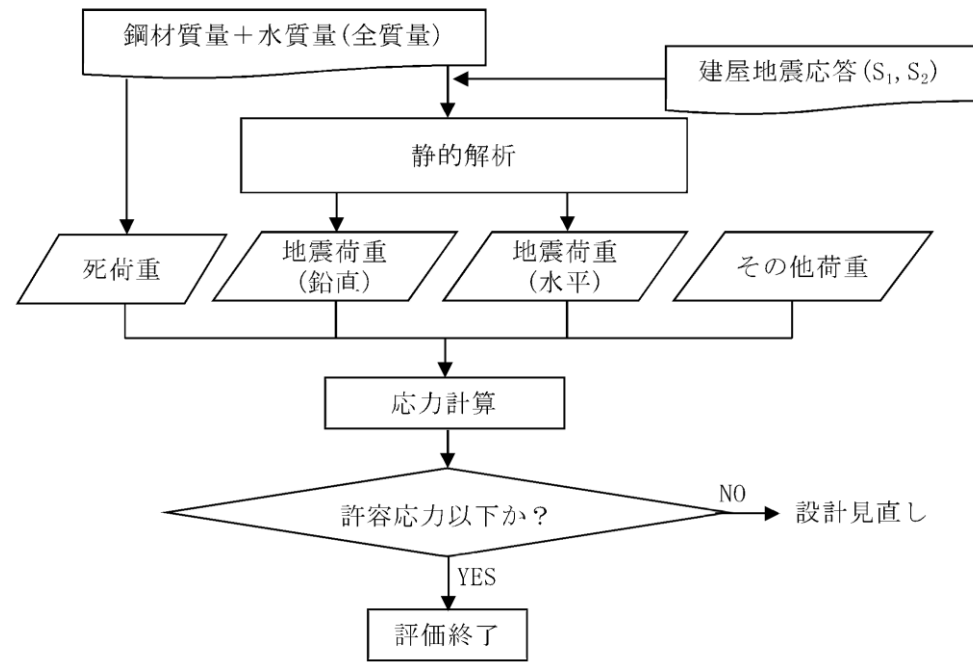 鋼材質量＋水質量(全質量)
建屋地震応答(S₁,S₂)
静的解析
死荷重
地震荷重
(鉛直)
地震荷重
(水平)
その他荷重
応力計算
許容応力以下か？
NO
設計見直し
YES
評価終了